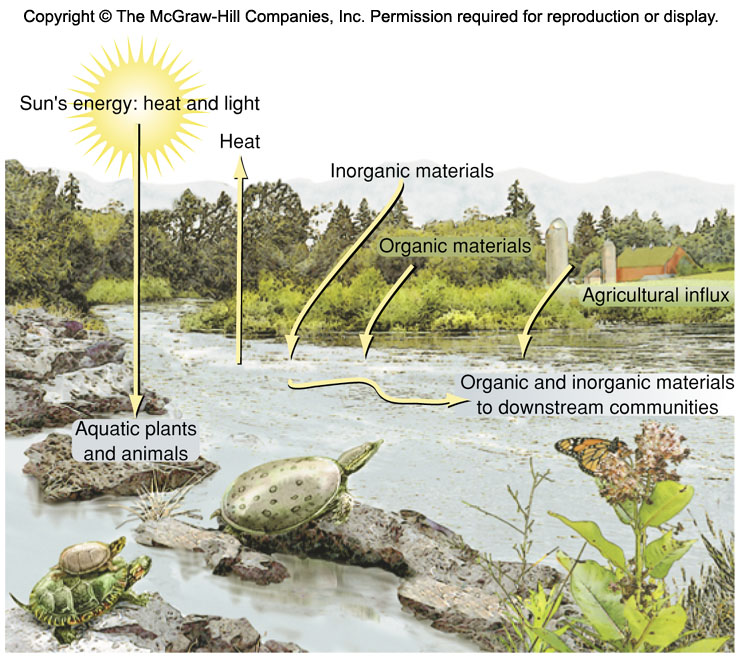 Copyright © The McGraw-Hill Companies, Inc. Permission required for reproduction or display.
Sun's energy: heat and light
Heat
Inorganic materials
Organic materials
Agricultural influx
Organic and inorganic materials
to downstream communities
Aquatic plants
and animals